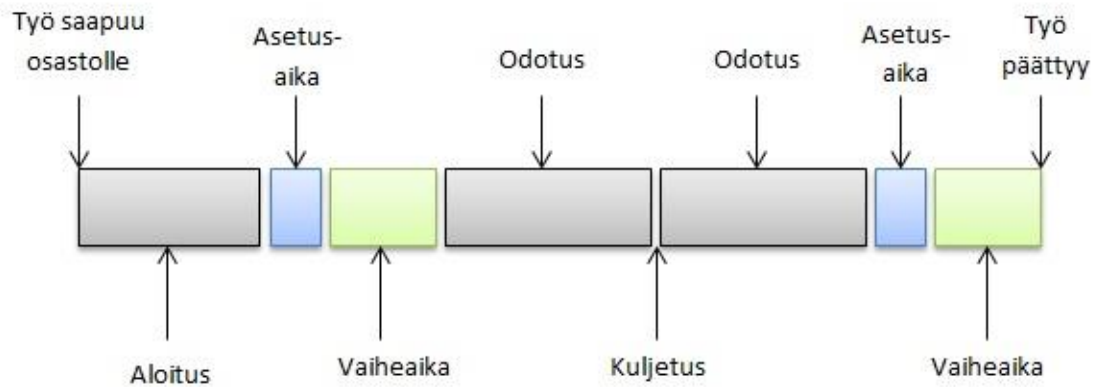 Työ saapuu
osastolle
Asetus-
aika
Odotus
Odotus
Asetus-
aika
Työ
päättyy
Aloitus
Vaiheaika
Kuljetus
Vaiheaika